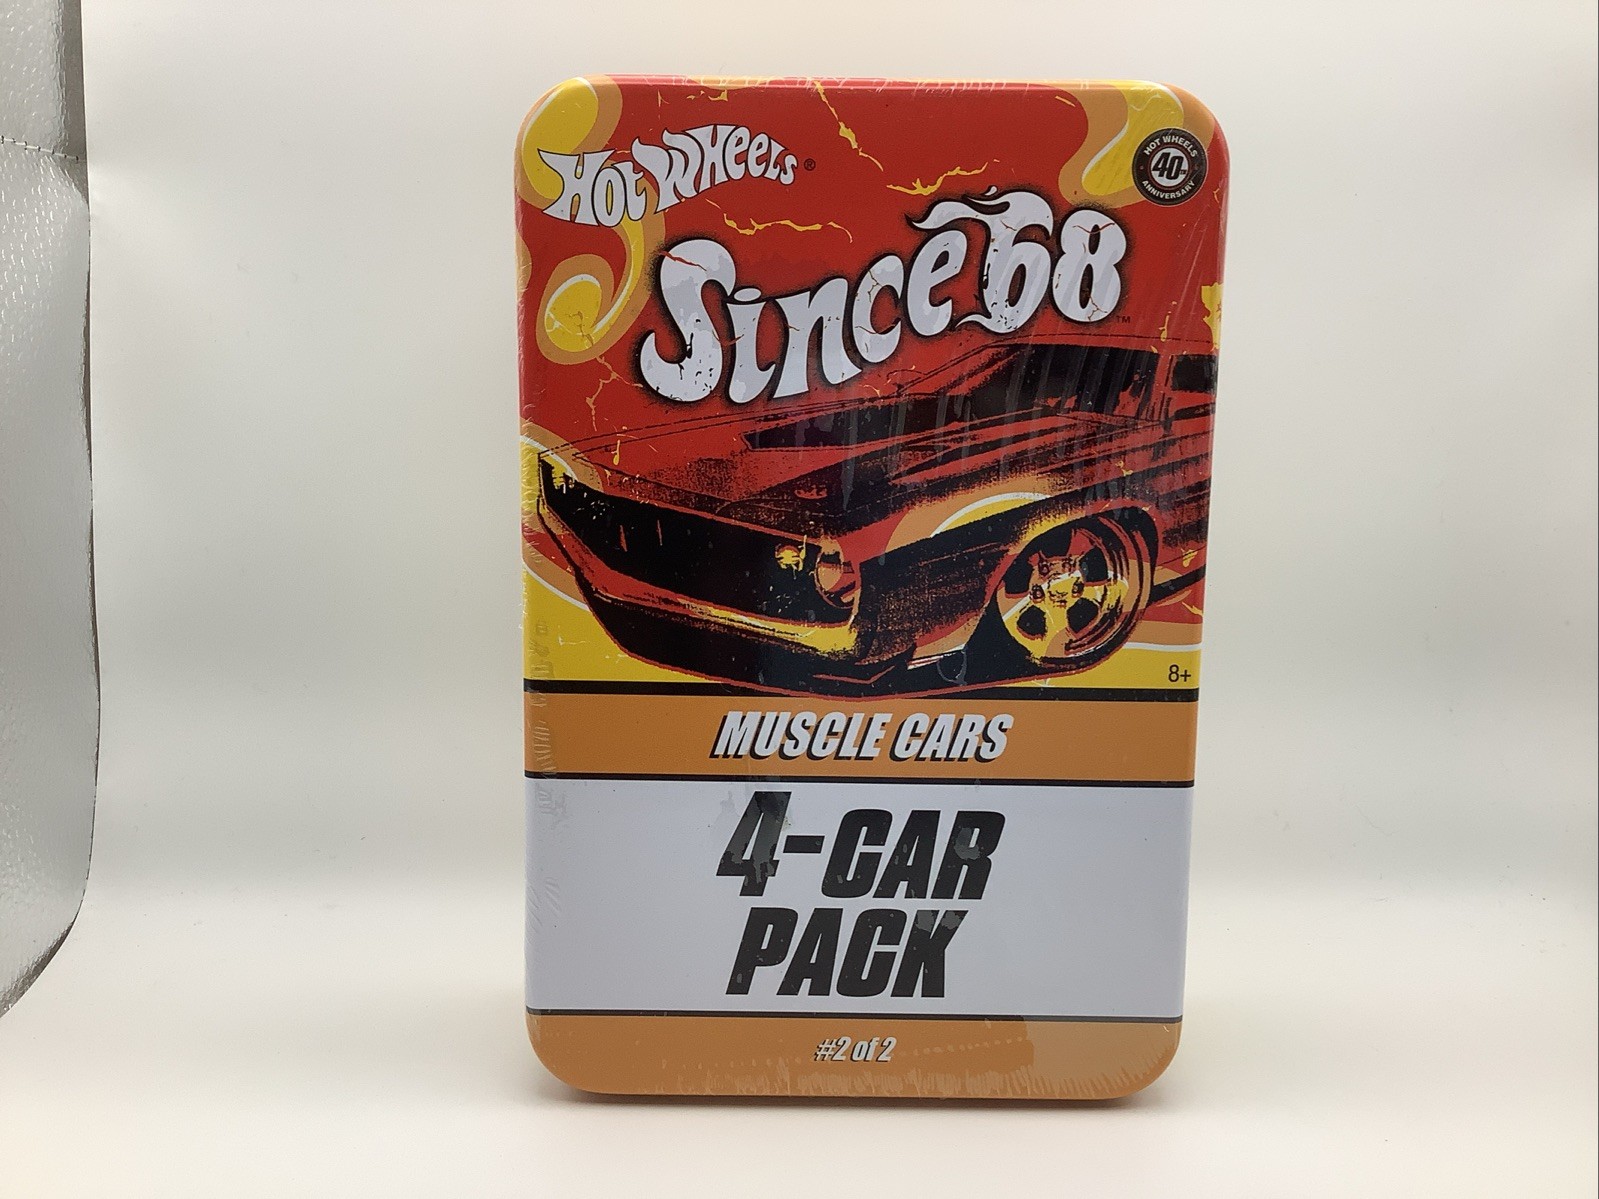 HOT WHEELS®
HOT WHEELS
40TH
ANNIVERSARY
Since '68™
8+
MUSCLE CARS
4-CAR
PACK
#2 of 2